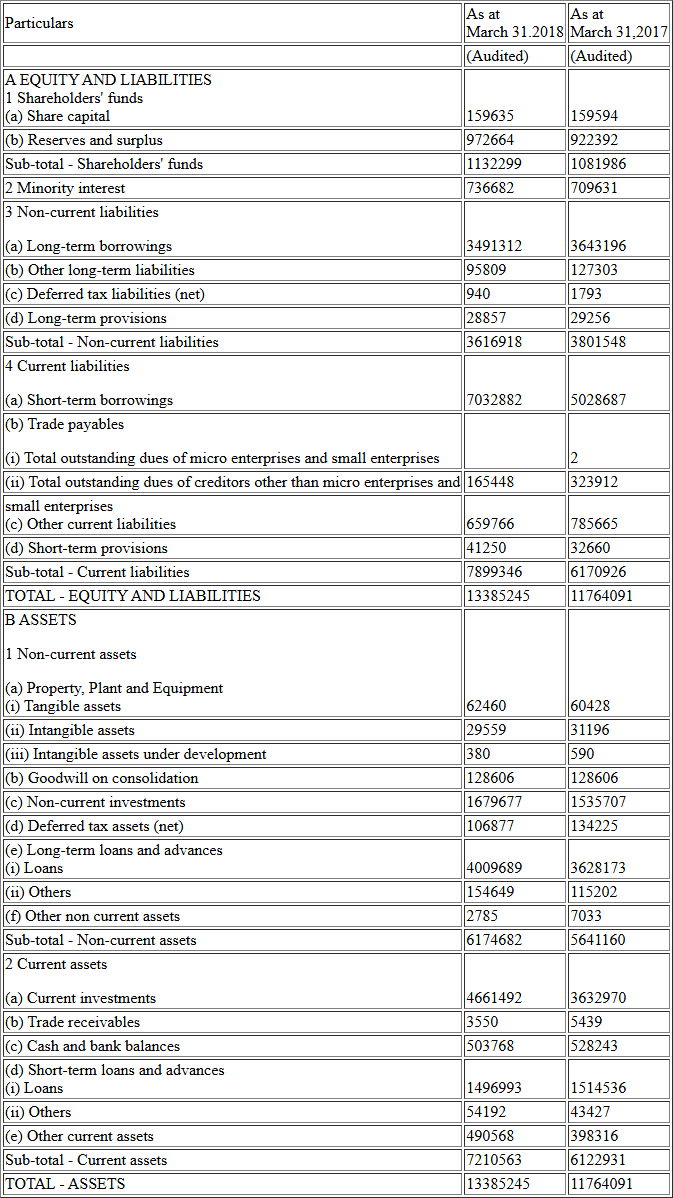 Particulars As at March 31.2018 As at March 31,2017
(Audited) (Audited)
A EQUITY AND LIABILITIES
1 Shareholders' funds
(a) Share capital 159635 159594
(b) Reserves and surplus 972664 922392
Sub-total - Shareholders' funds 1132299 1081986
2 Minority interest 736682 709631
3 Non-current liabilities
(a) Long-term borrowings 3491312 3643196
(b) Other long-term liabilities 95809 127303
(c) Deferred tax liabilities (net) 940 1793
(d) Long-term provisions 28857 29256
Sub-total - Non-current liabilities 3616918 3801548
4 Current liabilities
(a) Short-term borrowings 7032882 5028687
(b) Trade payables
(i) Total outstanding dues of micro enterprises and small enterprises 2
(ii) Total outstanding dues of creditors other than micro enterprises and 165448 323912
small enterprises
(c) Other current liabilities 659766 785665
(d) Short-term provisions 41250 32660
Sub-total - Current liabilities 7899346 6170926
TOTAL - EQUITY AND LIABILITIES 13385245 11764091
B ASSETS
1 Non-current assets
(a) Property, Plant and Equipment
(i) Tangible assets 62460 60428
(ii) Intangible assets 29559 31196
(iii) Intangible assets under development 380 590
(b) Goodwill on consolidation 128606 128606
(c) Non-current investments 1679677 1535707
(d) Deferred tax assets (net) 106877 134225
(e) Long-term loans and advances
(i) Loans 4009689 3628173
(ii) Others 154649 115202
(f) Other non current assets 2785 7033
Sub-total - Non-current assets 6174682 5641160
2 Current assets
(a) Current investments 4661492 3632970
(b) Trade receivables 3550 5439
(c) Cash and bank balances 503768 528243
(d) Short-term loans and advances
(i) Loans 1496993 1514536
(ii) Others 54192 43427
(e) Other current assets 490568 398316
Sub-total - Current assets 7210563 6122931
TOTAL - ASSETS 13385245 11764091